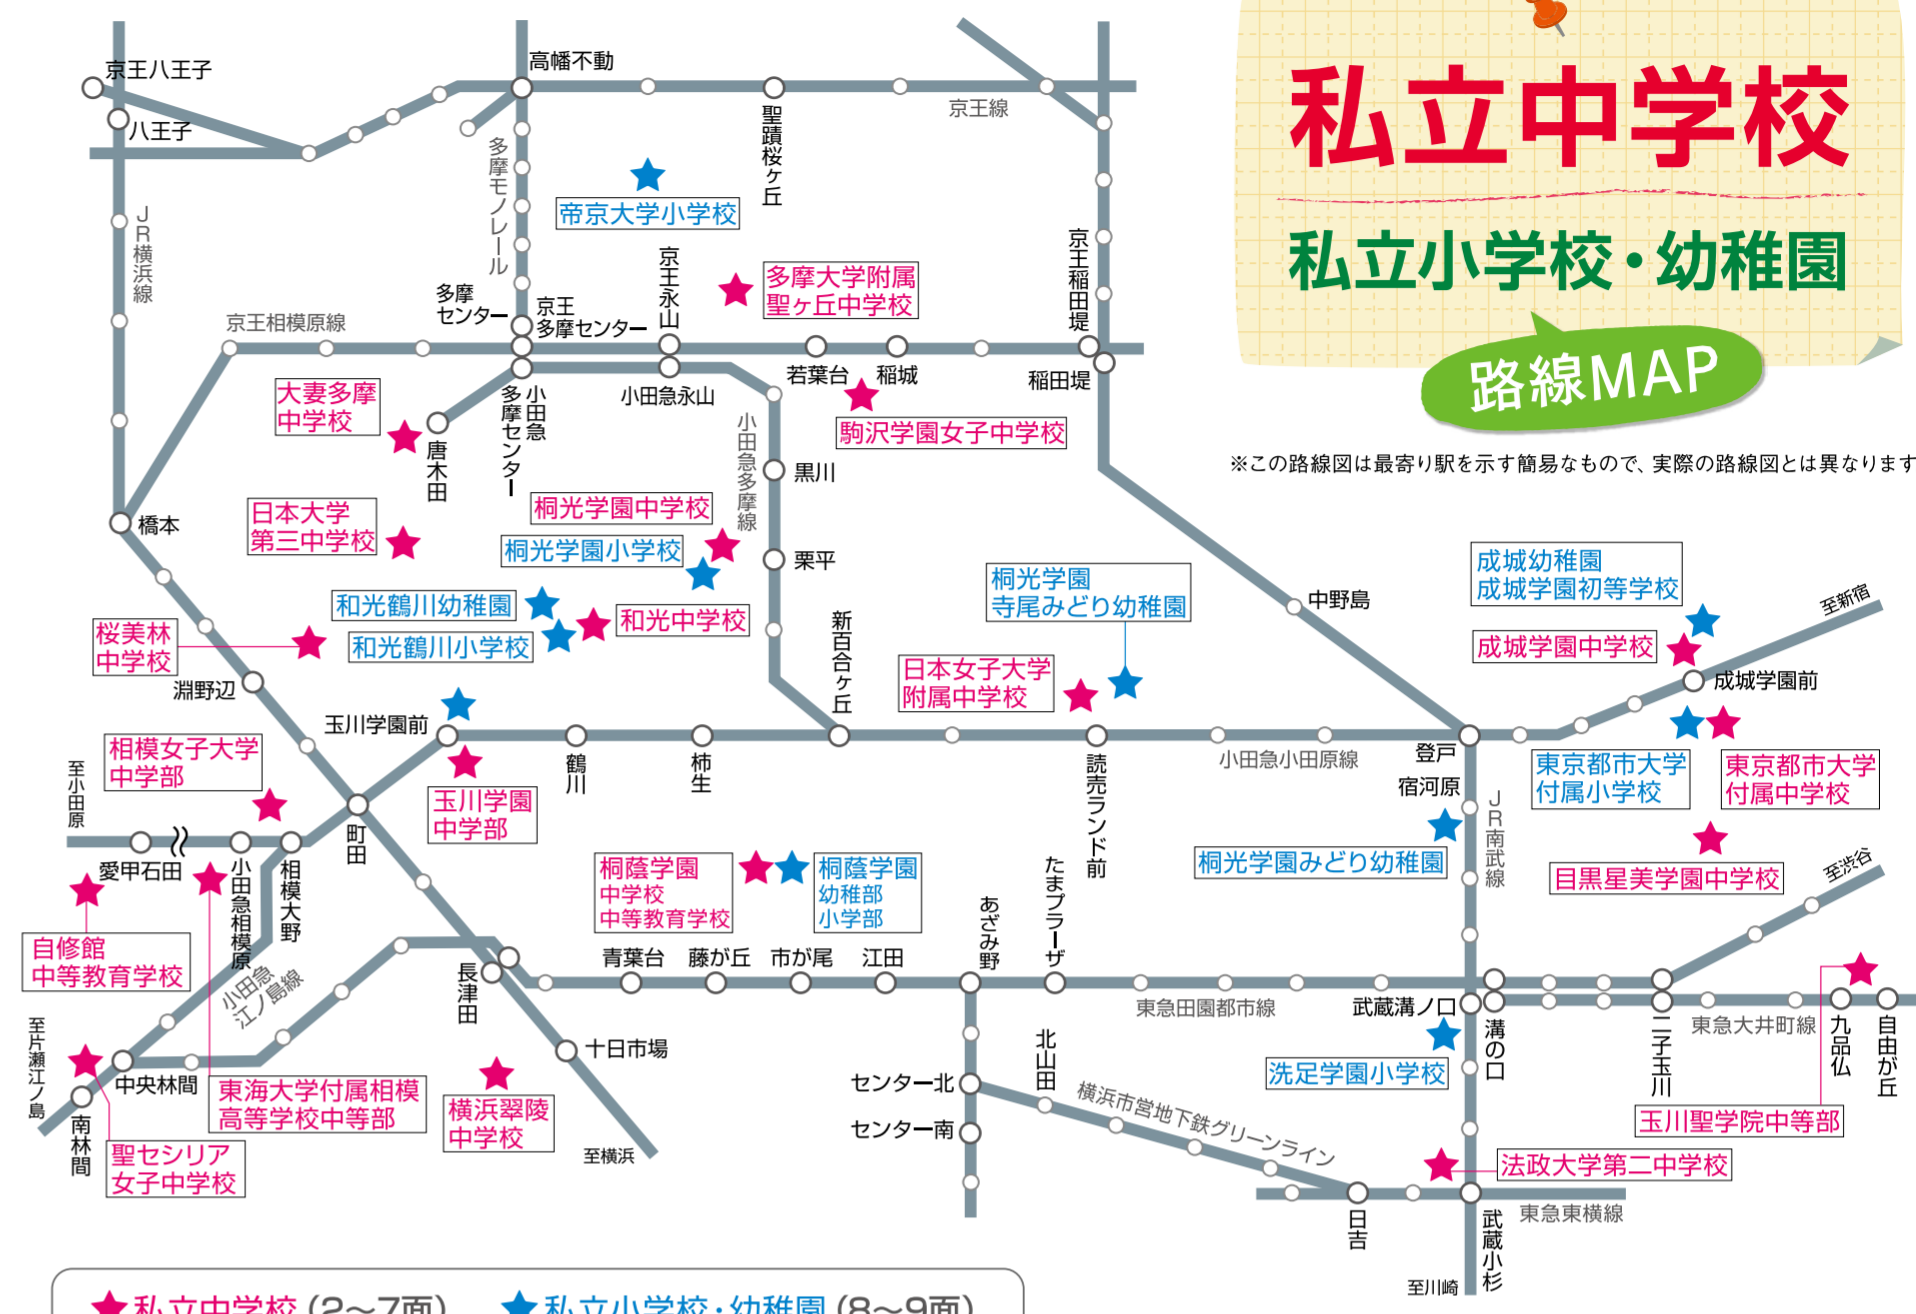 私立中学校
私立小学校・幼稚園
路線MAP
※この路線図は最寄り駅を示す簡易なもので、実際の路線図とは異なります
京王八王子
八王子
高幡不動
聖蹟桜ヶ丘
京王線
JR横浜線
多摩モノレール
帝京大学小学校
京王永山
多摩大学附属
聖ヶ丘中学校
京王稲田堤
多摩
センター
京王
多摩センター
京王相模原線
若葉台
稲城
稲田堤
小田急永山
大妻多摩
中学校
唐木田
小田急
多摩センター
小田急多摩線
駒沢学園女子中学校
黒川
橋本
日本大学
第三中学校
桐光学園中学校
桐光学園小学校
栗平
桐光学園
寺尾みどり幼稚園
中野島
成城幼稚園
成城学園初等学校
至新宿
和光鶴川幼稚園
和光鶴川小学校
和光中学校
新百合ヶ丘
桜美林
中学校
淵野辺
日本女子大学
附属中学校
成城学園中学校
成城学園前
玉川学園前
鶴川
柿生
読売ランド前
小田急小田原線
登戸
宿河原
JR南武線
東京都市大学
付属小学校
東京都市大学
付属中学校
相模女子大学
中学部
至小田原
玉川学園
中学部
町田
愛甲石田
小田急相模原
相模大野
桐蔭学園
中学校
中等教育学校
桐蔭学園
幼稚部
小学部
桐光学園みどり幼稚園
目黒星美学園中学校
至渋谷
自修館
中等教育学校
小田急
江ノ島線
長津田
青葉台
藤が丘
市が尾
江田
あざみ野
たまプラーザ
東急田園都市線
武蔵溝ノ口
溝の口
二子玉川
東急大井町線
九品仏
自由が丘
至片瀬江ノ島
中央林間
南林間
東海大学付属相模
高等学校中等部
聖セシリア
女子中学校
横浜翠陵
中学校
十日市場
至横浜
センター北
センター南
北山田
横浜市営地下鉄グリーンライン
洗足学園小学校
玉川聖学院中等部
法政大学第二中学校
日吉
武蔵小杉
東急東横線
至川崎
私立中学校(2〜7面)
私立小学校・幼稚園(8〜9面)